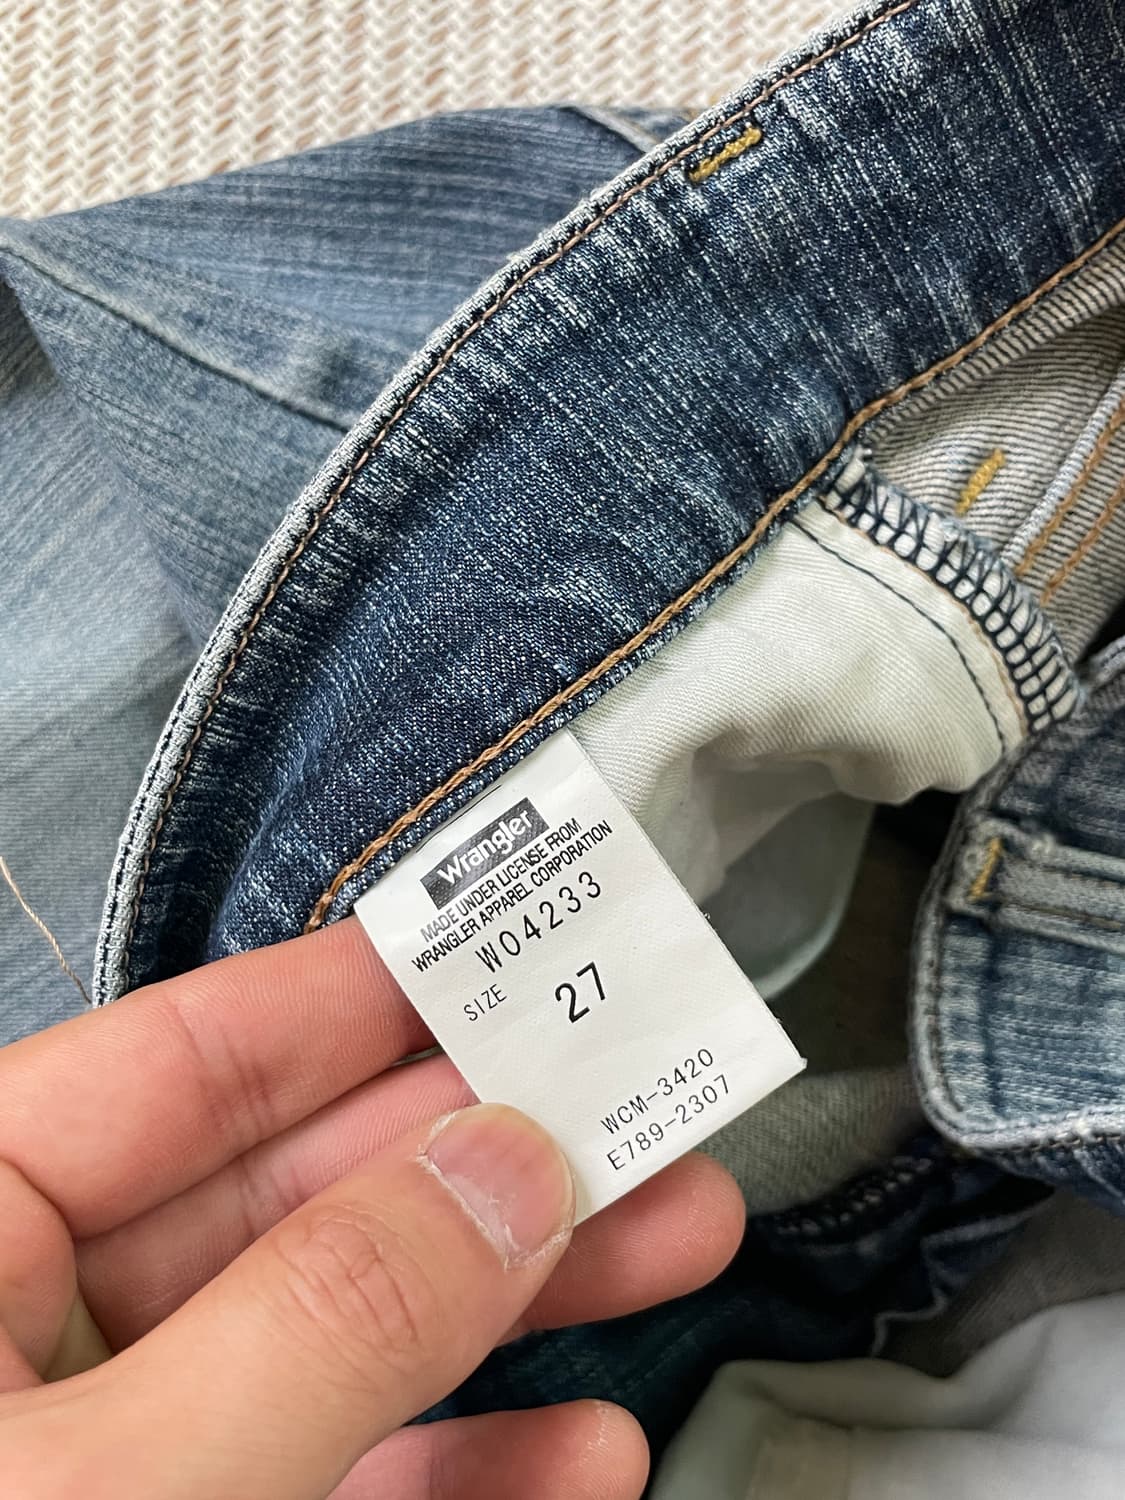 Wrangler
MADE UNDER LICENSE FROM
WRANGLER APPAREL CORPORATION
W04233
SIZE 27
WCM-3420
E789-2307